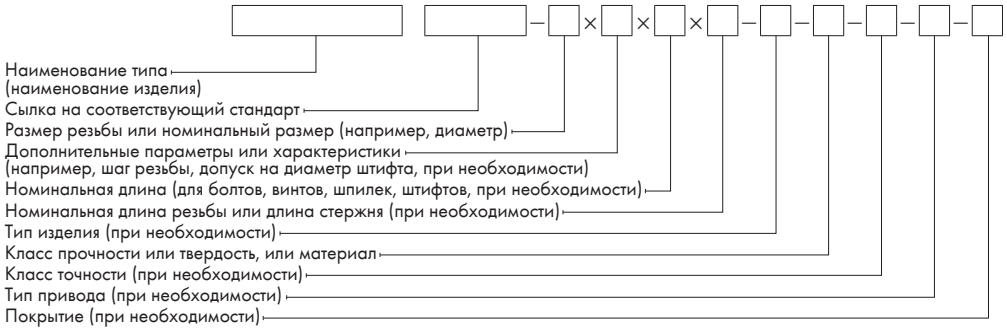 – × × × – – – – –
Наименование типа
(наименование изделия)
Сылка на соответствующий стандарт
Размер резьбы или номинальный размер (например, диаметр)
Дополнительные параметры или характеристики
(например, шаг резьбы, допуск на диаметр штифта, при необходимости)
Номинальная длина (для болтов, винтов, шпилек, штифтов, при необходимости)
Номинальная длина резьбы или длина стержня (при необходимости)
Тип изделия (при необходимости)
Класс прочности или твердость, или материал
Класс точности (при необходимости)
Тип привода (при необходимости)
Покрытие (при необходимости)